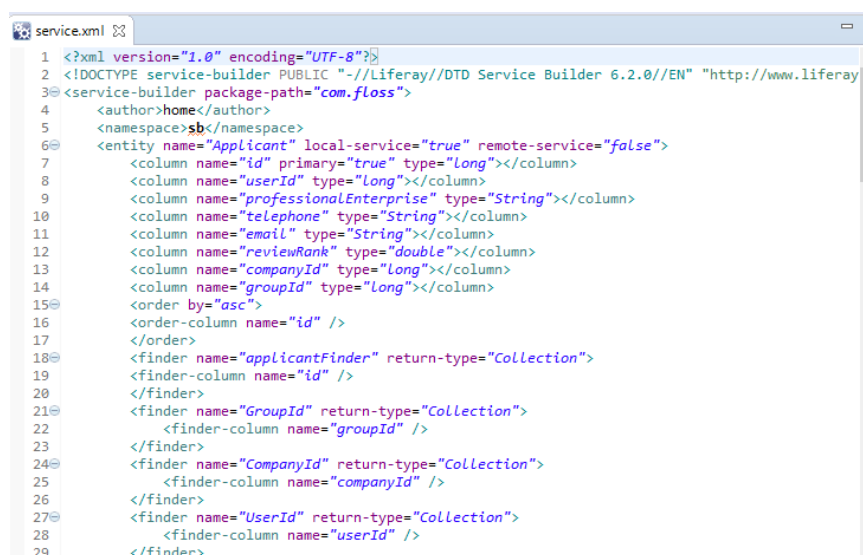 service.xml
1 <?xml version="1.0" encoding="UTF-8"?>
2 <!DOCTYPE service-builder PUBLIC "-//Liferay//DTD Service Builder 6.2.0//EN" "http://www.liferay
3 <service-builder package-path="com.floss">
4 <author>home</author>
5 <namespace>sb</namespace>
6 <entity name="Applicant" local-service="true" remote-service="false">
7 <column name="id" primary="true" type="long"></column>
8 <column name="userId" type="long"></column>
9 <column name="professionalEnterprise" type="String"></column>
10 <column name="telephone" type="String"></column>
11 <column name="email" type="String"></column>
12 <column name="reviewRank" type="double"></column>
13 <column name="companyId" type="long"></column>
14 <column name="groupId" type="long"></column>
15 <order by="asc">
16 <order-column name="id" />
17 </order>
18 <finder name="applicantFinder" return-type="Collection">
19 <finder-column name="id" />
20 </finder>
21 <finder name="GroupId" return-type="Collection">
22 <finder-column name="groupId" />
23 </finder>
24 <finder name="CompanyId" return-type="Collection">
25 <finder-column name="companyId" />
26 </finder>
27 <finder name="UserId" return-type="Collection">
28 <finder-column name="userId" />
29 </finder>